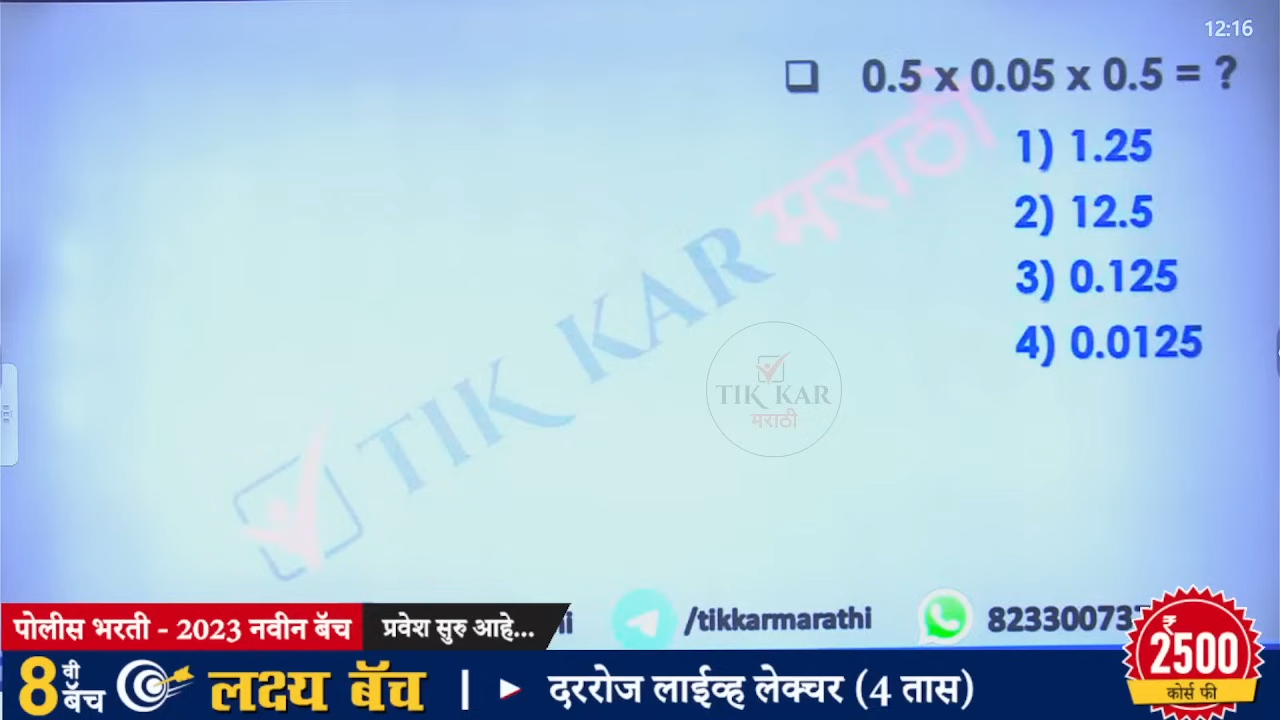 12:16
❑ 0.5 x 0.05 x 0.5 = ?
1) 1.25
2) 12.5
3) 0.125
4) 0.0125
TIK KAR मराठी
TIK KAR
मराठी
/tikkarmarathi
पोलीस भरती - 2023 नवीन बॅच
प्रवेश सुरु आहे...
₹
2500
कोर्स फी
8 वी बॅच
लक्ष्य बॅच
दररोज लाईव्ह लेक्चर (4 तास)